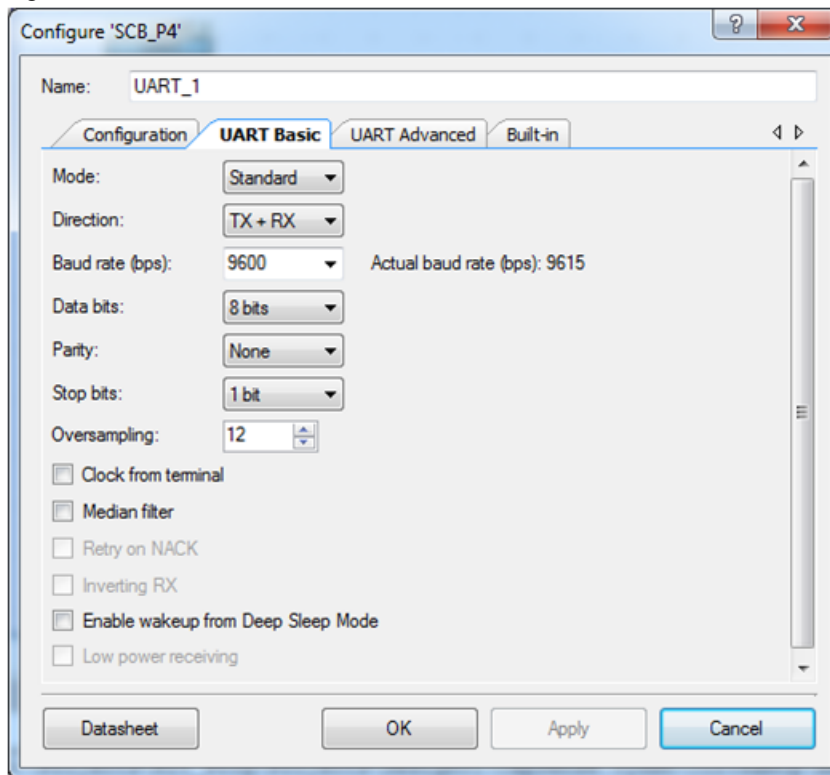 Configure 'SCB_P4'
Name: UART_1
Configuration UART Basic UART Advanced Built-in
Mode: Standard
Direction: TX + RX
Baud rate (bps): 9600 Actual baud rate (bps): 9615
Data bits: 8 bits
Parity: None
Stop bits: 1 bit
Oversampling: 12
Clock from terminal
Median filter
Retry on NACK
Inverting RX
Enable wakeup from Deep Sleep Mode
Low power receiving
Datasheet OK Apply Cancel